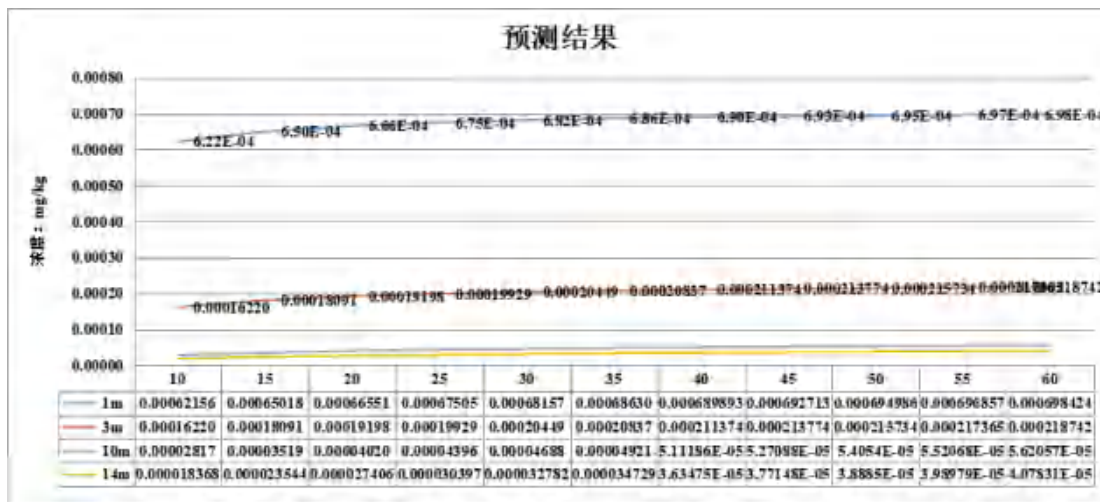 预测结果
0.00080
0.00070
0.00060
0.00050
0.00040
0.00030
0.00020
0.00010
0.00000
浓度：mg/kg
6.22E-04 6.50E-04 6.66E-04 6.75E-04 6.82E-04 6.86E-04 6.90E-04 6.93E-04 6.95E-04 6.97E-04 6.98E-04
0.00016220 0.00018091 0.00019198 0.00019929 0.00020449 0.00020837 0.000211374 0.000213774 0.000215734
10 15 20 25 30 35 40 45 50 55 60
1m 0.00062156 0.00065018 0.00066551 0.00067505 0.00068157 0.00068630 0.000689893 0.000692713 0.000694986 0.000696857 0.000698424
3m 0.00016220 0.00018091 0.00019198 0.00019929 0.00020449 0.00020837 0.000211374 0.000213774 0.000215734 0.000217365 0.000218742
10m 0.00002817 0.00003519 0.00004020 0.00004396 0.00004688 0.00004921 5.11186E-05 5.27088E-05 5.4054E-05 5.52068E-05 5.62057E-05
14m 0.000018368 0.000023544 0.000027406 0.000030397 0.000032782 0.000034729 3.63475E-05 3.77148E-05 3.8885E-05 3.98979E-05 4.07831E-05